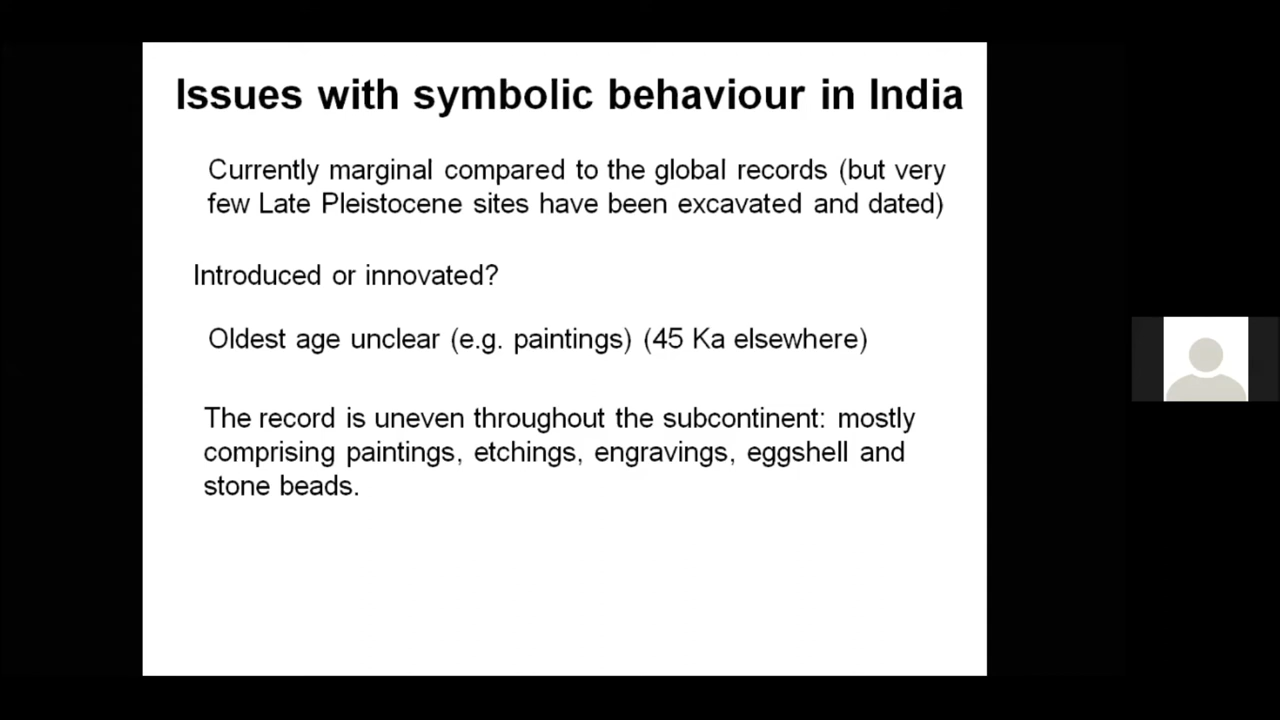 Issues with symbolic behaviour in India
Currently marginal compared to the global records (but very
few Late Pleistocene sites have been excavated and dated)
Introduced or innovated?
Oldest age unclear (e.g. paintings) (45 Ka elsewhere)
The record is uneven throughout the subcontinent: mostly
comprising paintings, etchings, engravings, eggshell and
stone beads.